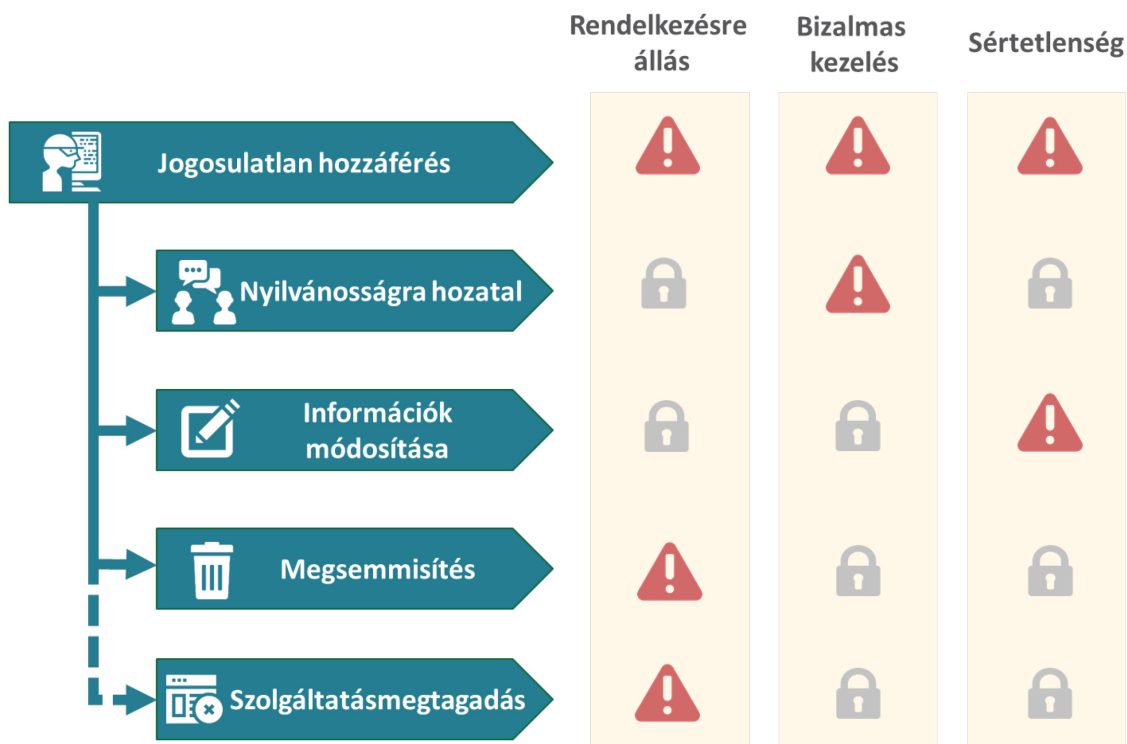 Rendelkezésre
állás
Bizalmas
kezelés
Sértetlenség
Jogosulatlan hozzáférés
Nyilvánosságra hozatal
Információk
módosítása
Megsemmisítés
Szolgáltatásmegtagadás